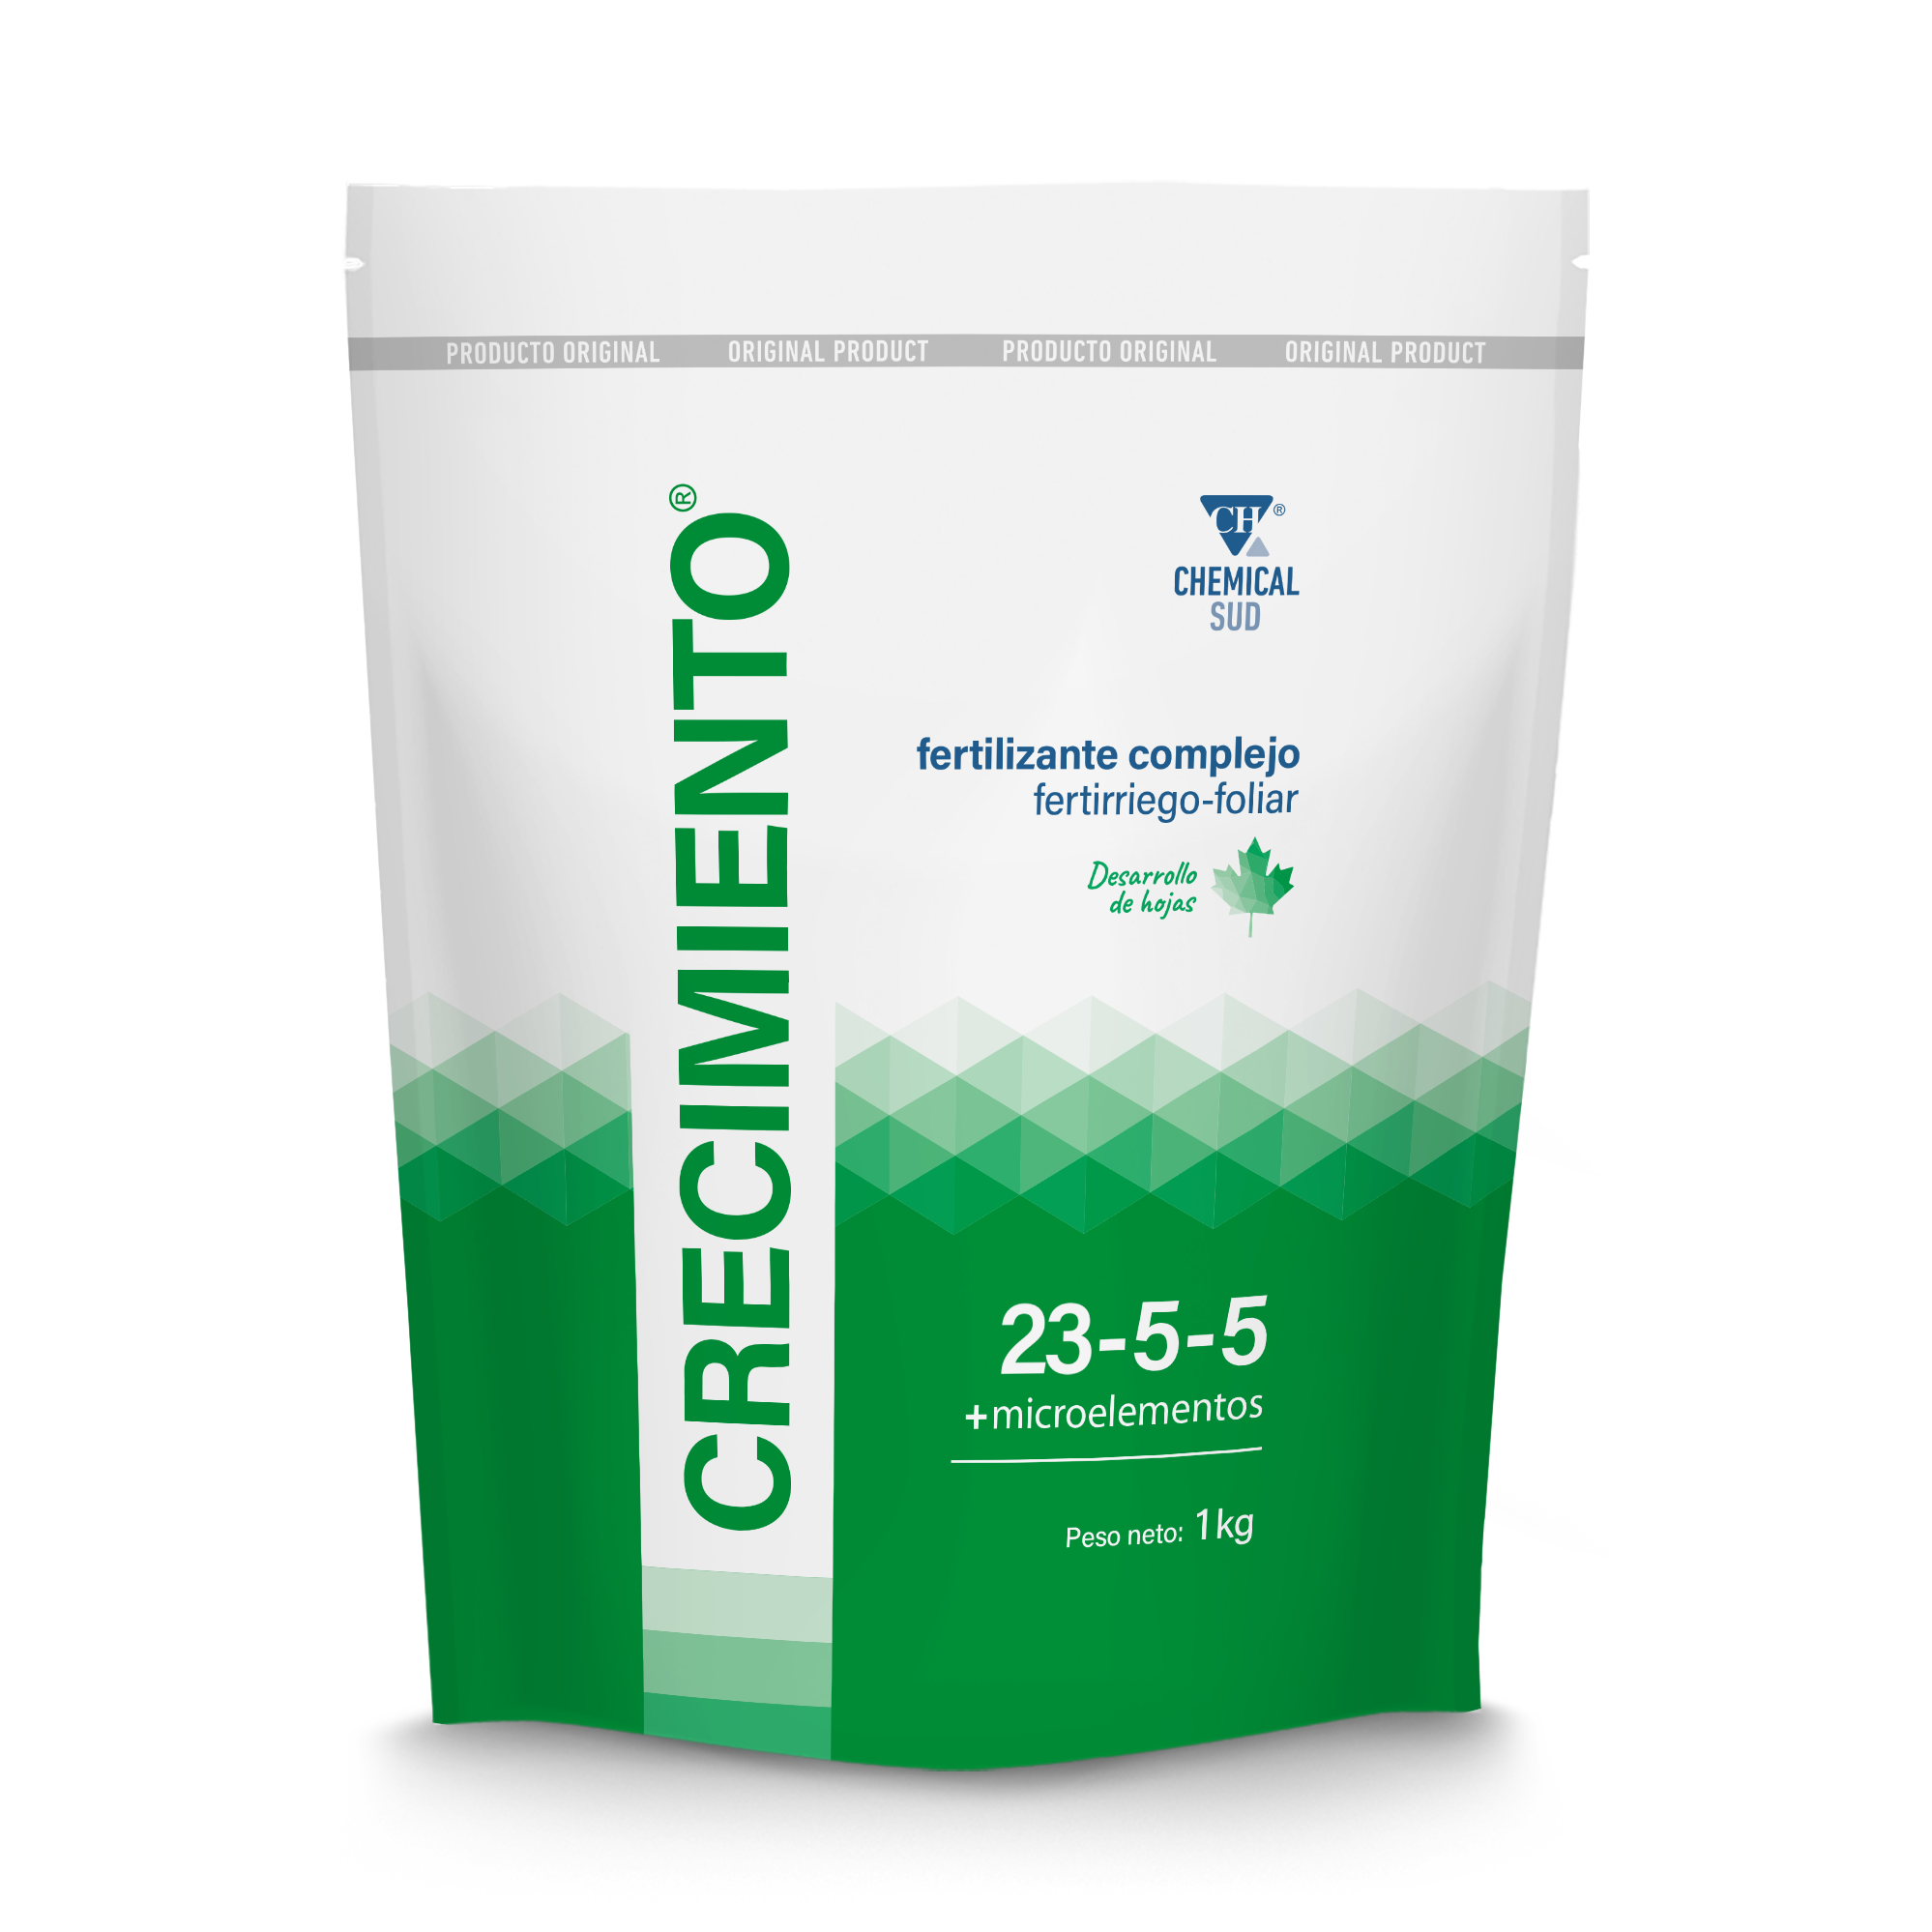 PRODUCTO ORIGINAL ORIGINAL PRODUCT PRODUCTO ORIGINAL ORIGINAL PRODUCT
CRECIMIENTO®
CH®
CHEMICAL
SUD
fertilizante complejo
fertirriego-foliar
Desarrollo
de hojas
23-5-5
+microelementos
Peso neto: 1kg